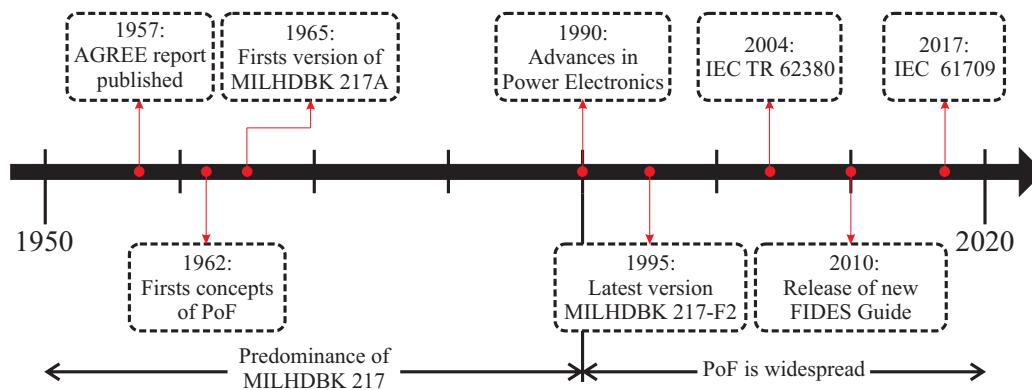 1957:
AGREE report
published
1965:
Firsts version of
MILHDBK 217A
1990:
Advances in
Power Electronics
2004:
IEC TR 62380
2017:
IEC 61709
1950
2020
1962:
Firsts concepts
of PoF
1995:
Latest version
MILHDBK 217-F2
2010:
Release of new
FIDES Guide
Predominance of
MILHDBK 217
PoF is widespread